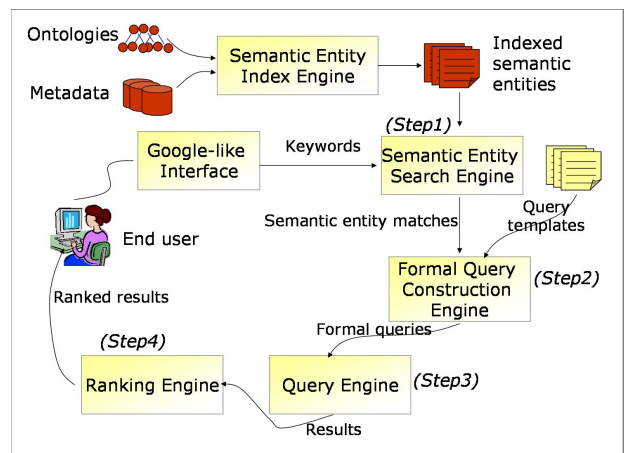 Ontologies
Metadata
Semantic Entity
Index Engine
Indexed
semantic
entities
(Step1)
Google-like
Interface
Keywords
Semantic Entity
Search Engine
Query
templates
End user
Semantic entity matches
Formal Query
Construction
Engine
(Step2)
Ranked results
Formal queries
(Step4)
Ranking Engine
Query Engine
(Step3)
Results